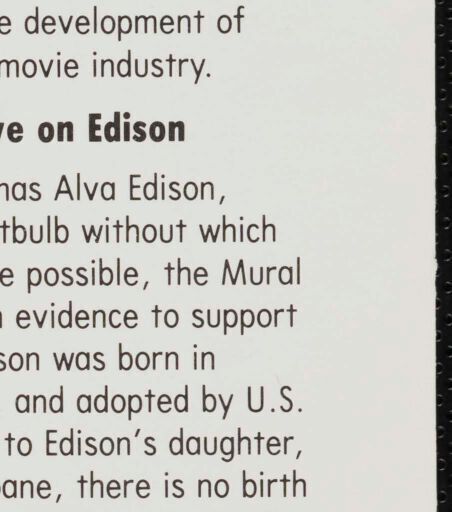 e development of
movie industry.
ve on Edison
nas Alva Edison,
tbulb without which
e possible, the Mural
n evidence to support
son was born in
and adopted by U.S.
to Edison's daughter,
bane, there is no birth